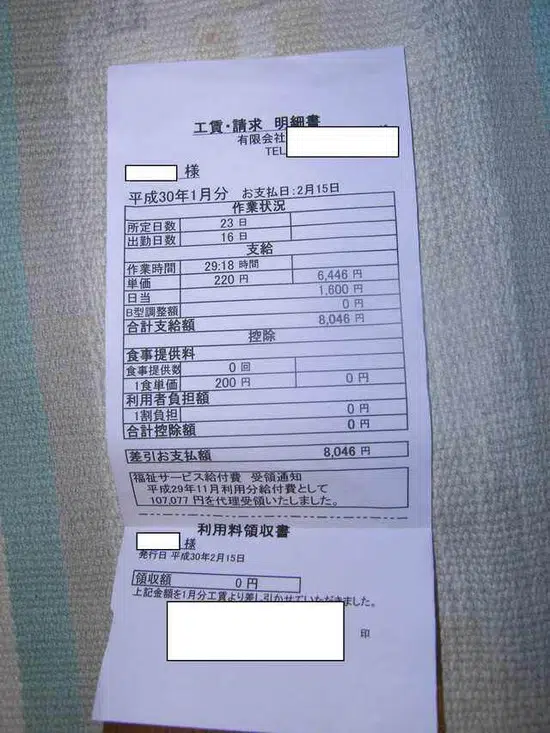 工賃・請求 明細書
有限会社
TEL
様
平成30年1月分 お支払日:2月15日
作業状況
所定日数 23 日
出勤日数 16 日
支給
作業時間 29:18 時間
単価 220 円 6,446 円
日当 1,600 円
B型調整額 0 円
合計支給額 8,046 円
控除
食事提供料
食事提供数 0 回
1食単価 200 円 0 円
利用者負担額
1割負担 0 円
合計控除額 0 円
差引お支払額 8,046 円
福祉サービス給付費 受領通知
平成29年11月利用分給付費として
107,077 円を代理受領いたしました。
利用料領収書
様
発行日 平成30年2月15日
領収額 0 円
上記金額を1月分工賃より差し引かせていただきました。
印